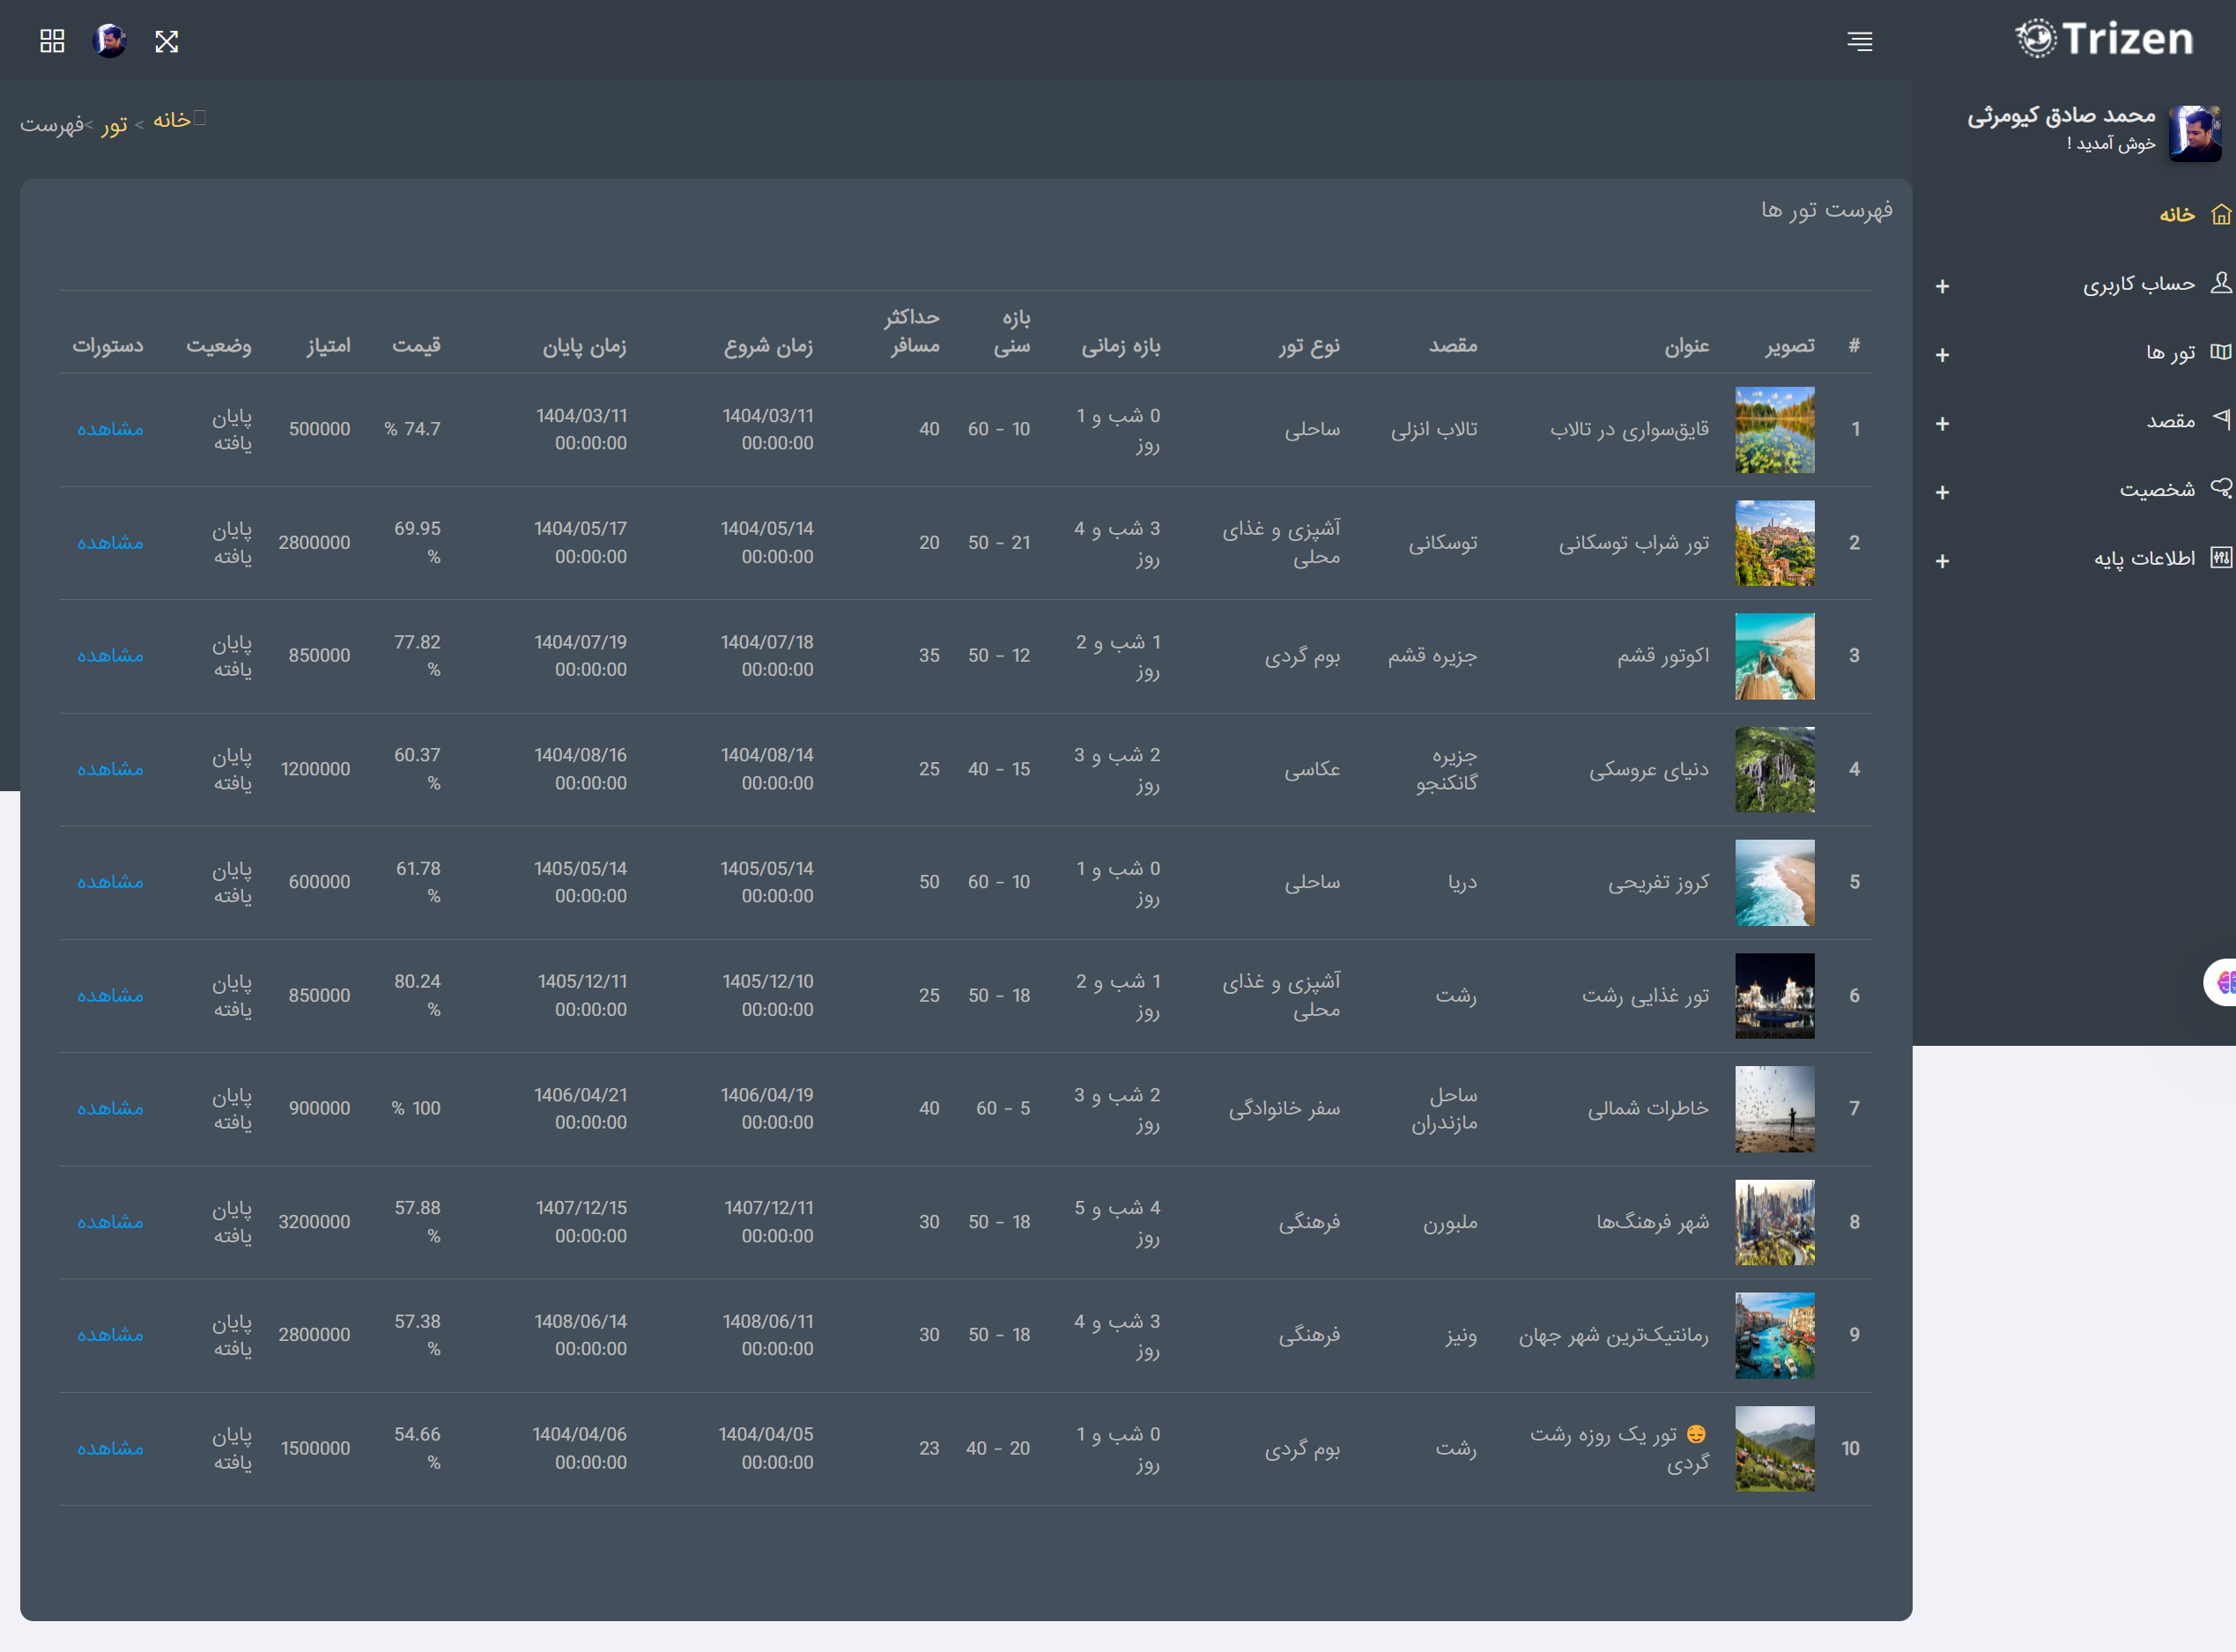 Trizen
محمد صادق کیومرثی
خوش آمدید !
خانه
حساب کاربری +
تور ها +
مقصد +
شخصیت +
اطلاعات پایه +
خانه > تور >فهرست
فهرست تور ها
# تصویر عنوان مقصد نوع تور بازه زمانی بازه سنی حداکثر مسافر زمان شروع زمان پایان قیمت امتیاز وضعیت دستورات
1 قایق‌سواری در تالاب تالاب انزلی ساحلی 0 شب و 1 روز 10 - 60 40 1404/03/11 00:00:00 1404/03/11 00:00:00 74.7 % 500000 پایان یافته مشاهده
2 تور شراب توسکانی توسکانی آشپزی و غذای محلی 3 شب و 4 روز 21 - 50 20 1404/05/14 00:00:00 1404/05/17 00:00:00 69.95 % 2800000 پایان یافته مشاهده
3 اکوتور قشم جزیره قشم بوم گردی 1 شب و 2 روز 12 - 50 35 1404/07/18 00:00:00 1404/07/19 00:00:00 77.82 % 850000 پایان یافته مشاهده
4 دنیای عروسکی جزیره گانکنجو عکاسی 2 شب و 3 روز 15 - 40 25 1404/08/14 00:00:00 1404/08/16 00:00:00 60.37 % 1200000 پایان یافته مشاهده
5 کروز تفریحی دریا ساحلی 0 شب و 1 روز 10 - 60 50 1405/05/14 00:00:00 1405/05/14 00:00:00 61.78 % 600000 پایان یافته مشاهده
6 تور غذایی رشت رشت آشپزی و غذای محلی 1 شب و 2 روز 18 - 50 25 1405/12/10 00:00:00 1405/12/11 00:00:00 80.24 % 850000 پایان یافته مشاهده
7 خاطرات شمالی ساحل مازندران سفر خانوادگی 2 شب و 3 روز 5 - 60 40 1406/04/19 00:00:00 1406/04/21 00:00:00 100 % 900000 پایان یافته مشاهده
8 شهر فرهنگ‌ها ملبورن فرهنگی 4 شب و 5 روز 18 - 50 30 1407/12/11 00:00:00 1407/12/15 00:00:00 57.88 % 3200000 پایان یافته مشاهده
9 رمانتیک‌ترین شهر جهان ونیز فرهنگی 3 شب و 4 روز 18 - 50 30 1408/06/11 00:00:00 1408/06/14 00:00:00 57.38 % 2800000 پایان یافته مشاهده
10 😌 تور یک روزه رشت گردی رشت بوم گردی 0 شب و 1 روز 20 - 40 23 1404/04/05 00:00:00 1404/04/06 00:00:00 54.66 % 1500000 پایان یافته مشاهده